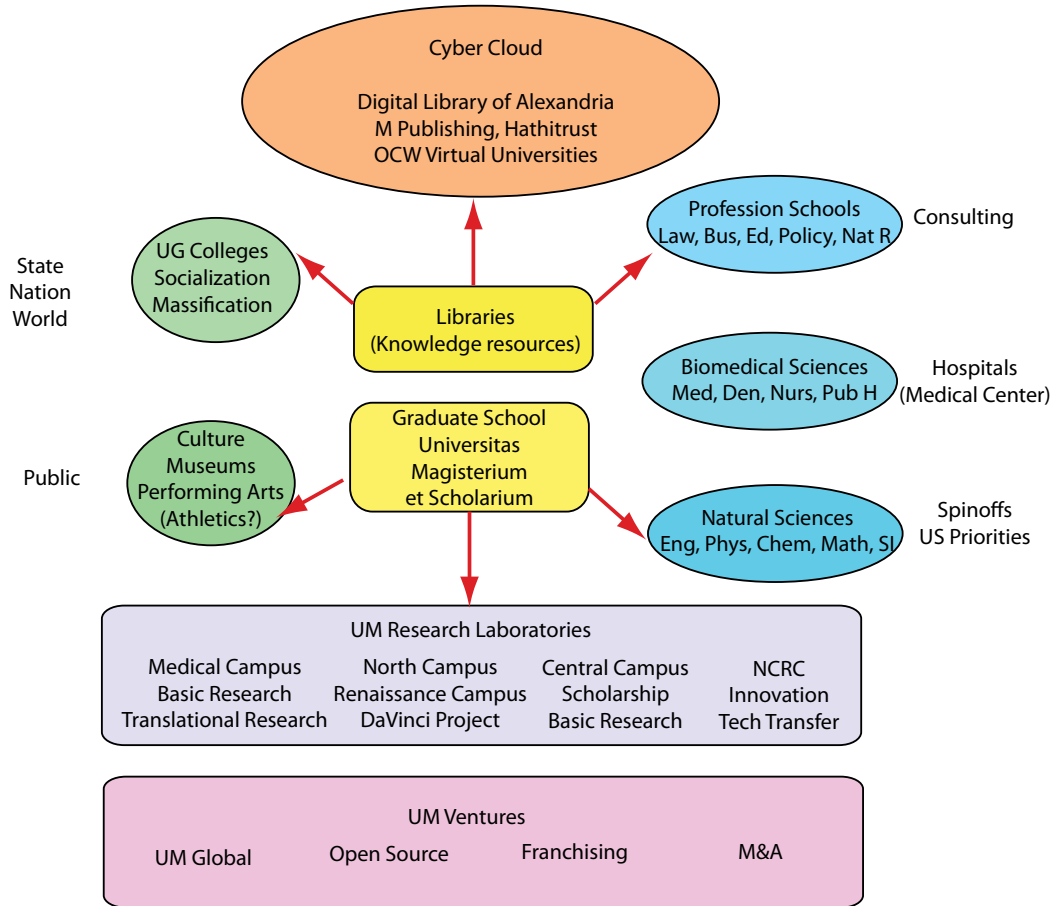 Cyber Cloud
Digital Library of Alexandria
M Publishing, Hathitrust
OCW Virtual Universities
State
Nation
World
UG Colleges
Socialization
Massification
Libraries
(Knowledge resources)
Profession Schools
Law, Bus, Ed, Policy, Nat R
Consulting
Biomedical Sciences
Med, Den, Nurs, Pub H
Hospitals
(Medical Center)
Public
Culture
Museums
Performing Arts
(Athletics?)
Graduate School
Universitas
Magisterium
et Scholarium
Natural Sciences
Eng, Phys, Chem, Math, SI
Spinoffs
US Priorities
UM Research Laboratories
Medical Campus
Basic Research
Translational Research
North Campus
Renaissance Campus
DaVinci Project
Central Campus
Scholarship
Basic Research
NCRC
Innovation
Tech Transfer
UM Ventures
UM Global
Open Source
Franchising
M&A